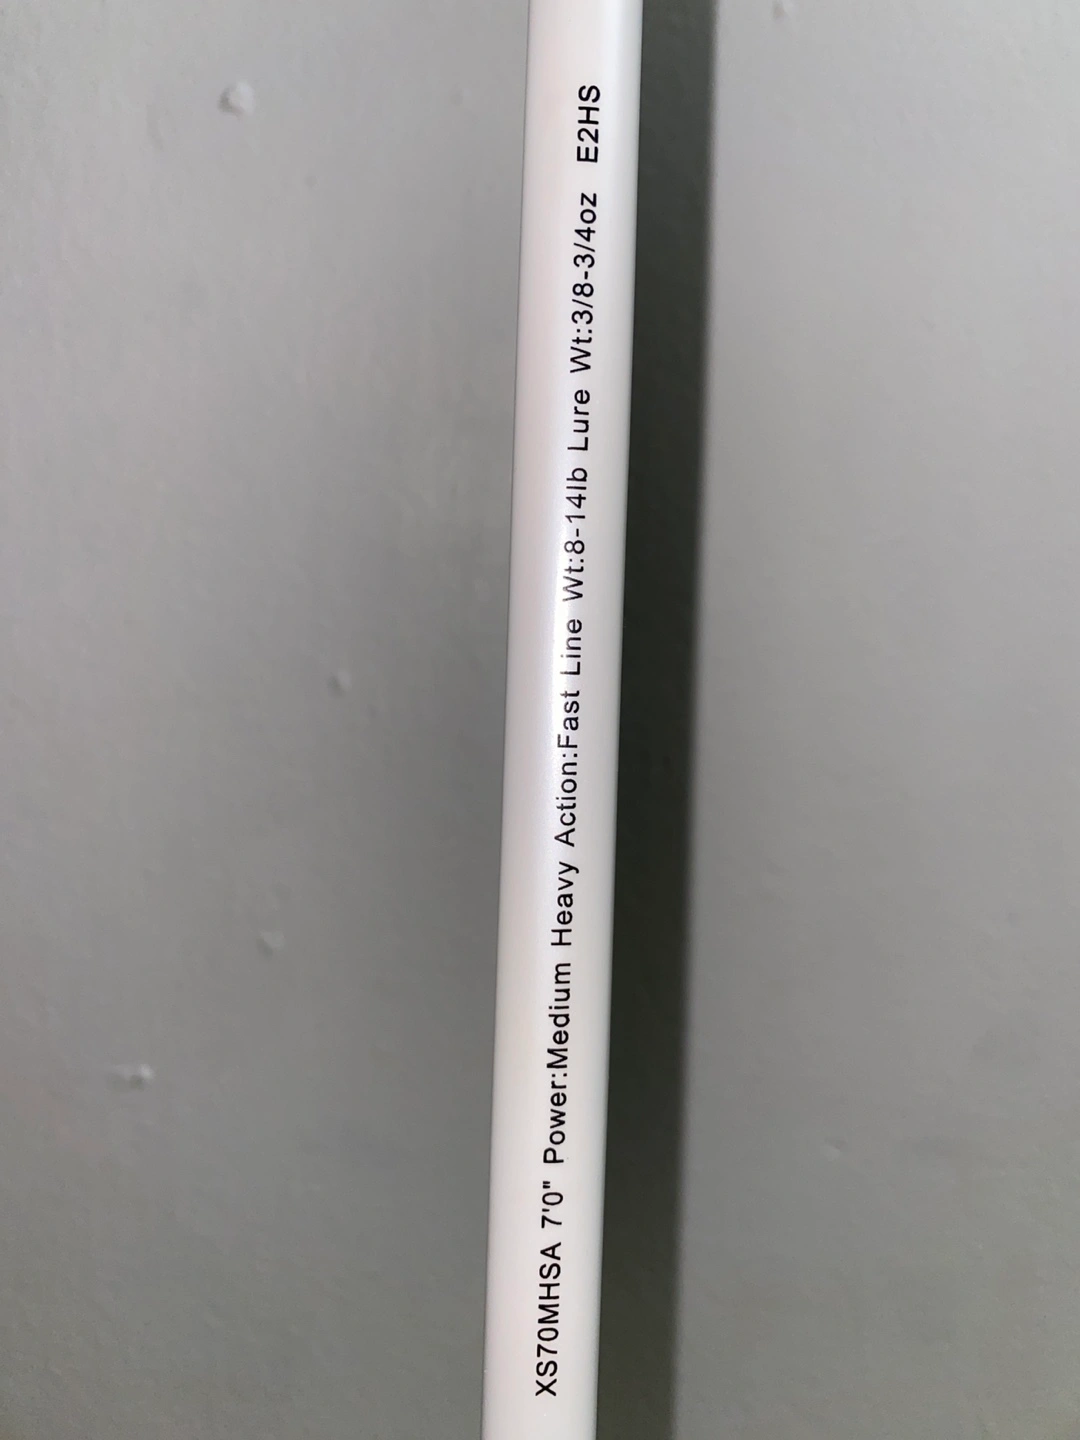 XS70MHSA 7'0" Power:Medium Heavy Action:Fast Line Wt:8-14lb Lure Wt:3/8-3/4oz E2HS